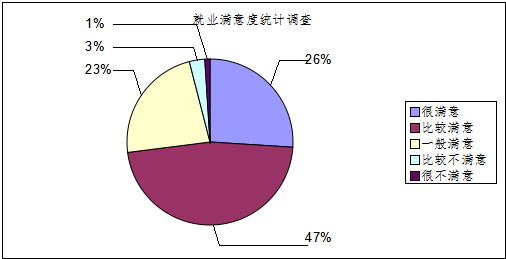 就业满意度统计调查
1%
3%
23%
26%
47%
很满意
比较满意
一般满意
比较不满意
很不满意